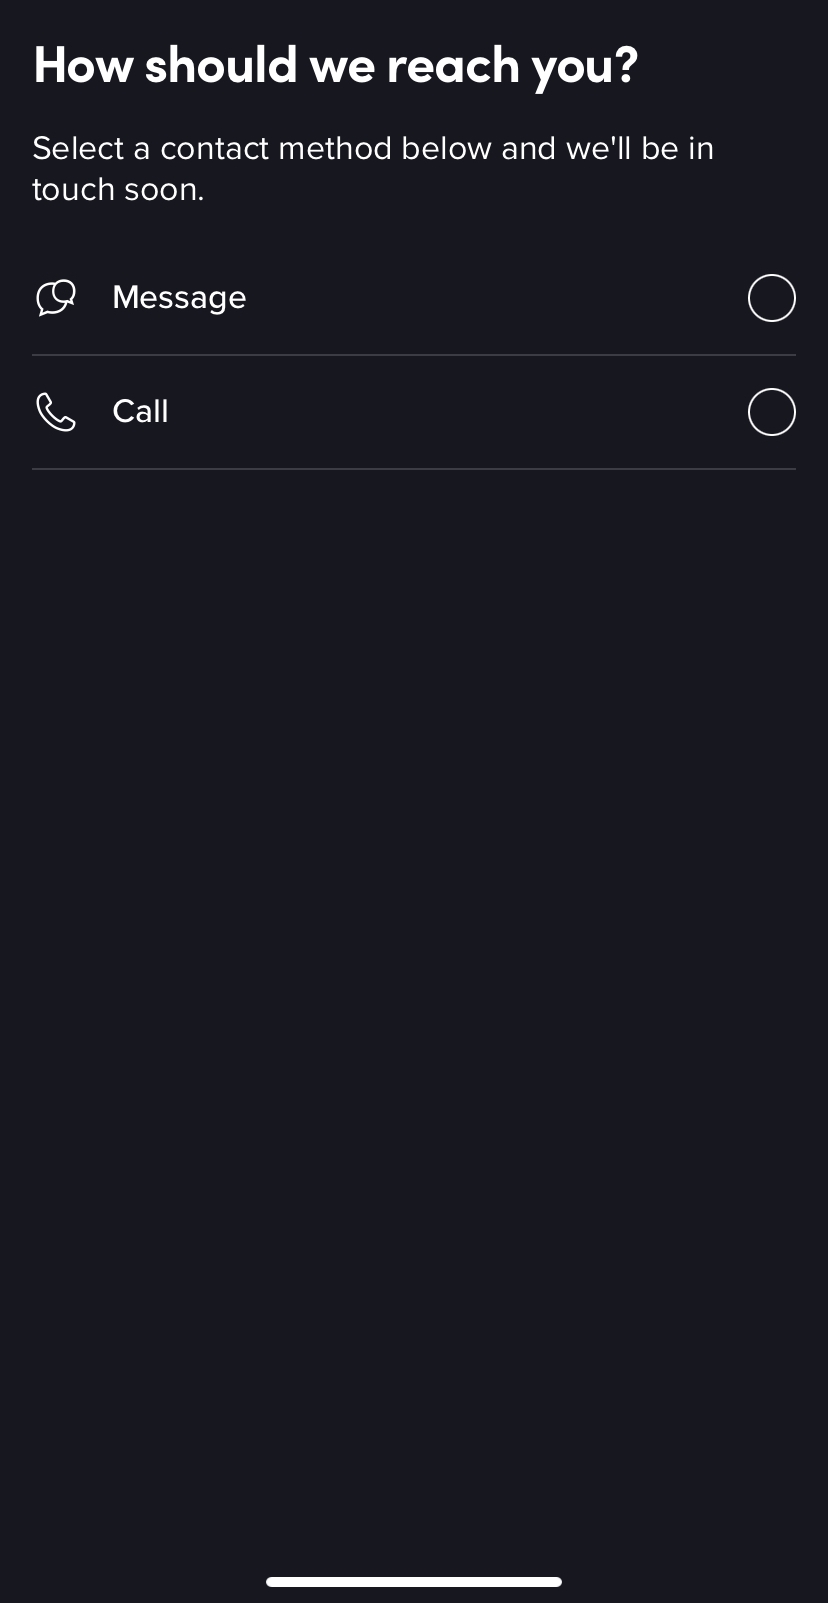 How should we reach you?
Select a contact method below and we'll be in
touch soon.
Message
Call